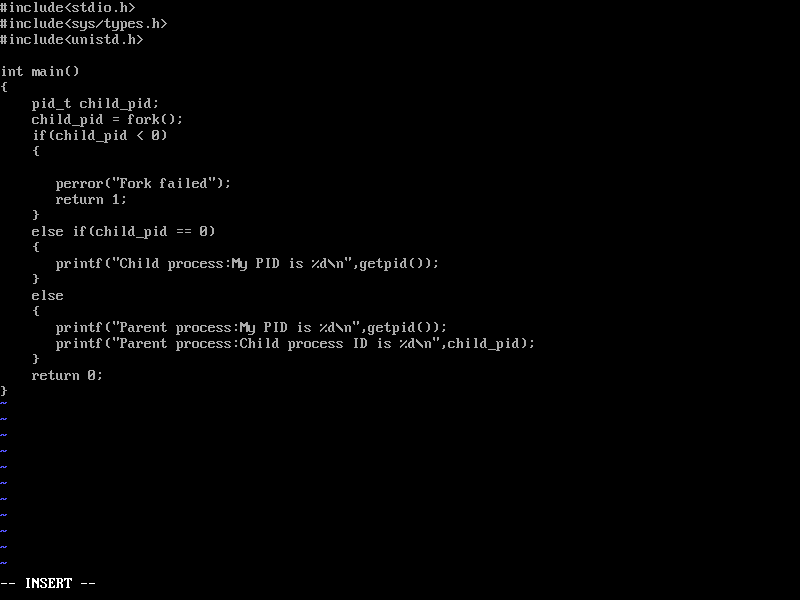 #include<stdio.h>
#include<sys/types.h>
#include<unistd.h>

int main()
{
    pid_t child_pid;
    child_pid = fork();
    if(child_pid < 0)
    {

       perror("Fork failed");
       return 1;
    }
    else if(child_pid == 0)
    {
       printf("Child process:My PID is %d\n",getpid());
    }
    else
    {
       printf("Parent process:My PID is %d\n",getpid());
       printf("Parent process:Child process ID is %d\n",child_pid);
    }
    return 0;
}
~
~
~
~
~
~
~
~
~
~
~
-- INSERT --